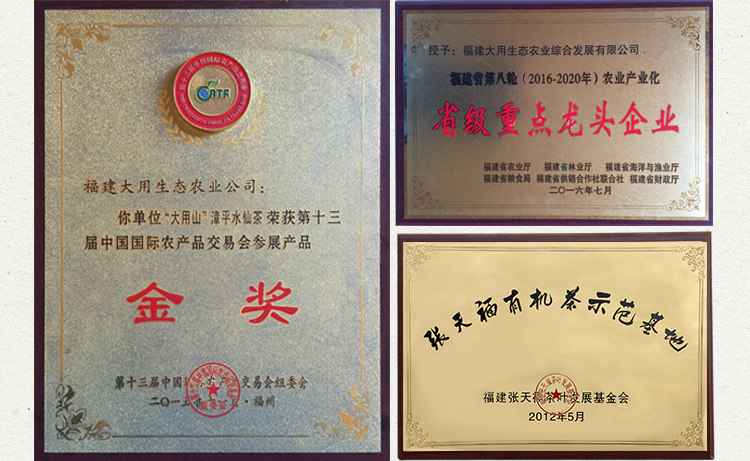 CATF
福建大用生态农业公司：
你单位“大用山”漳平水仙茶荣获第十三
届中国国际农产品交易会参展产品
金奖
第十三届中国 农产 交易会组委会
二〇一五 ·福州
授予：福建大用生态农业综合发展有限公司
福建省第八轮（2016-2020年）农业产业化
省级重点龙头企业
福建省农业厅 福建省林业厅 福建省海洋与渔业厅
福建省粮食局 福建省供销合作社联合社 福建省财政厅
二〇一六年七月
张天福有机茶示范基地
福建张天福茶叶发展基金会
2012年5月